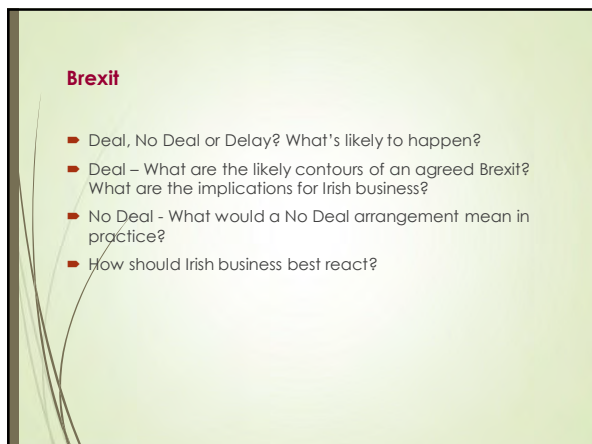 Brexit
Deal, No Deal or Delay? What's likely to happen?
Deal – What are the likely contours of an agreed Brexit?
What are the implications for Irish business?
No Deal - What would a No Deal arrangement mean in
practice?
How should Irish business best react?